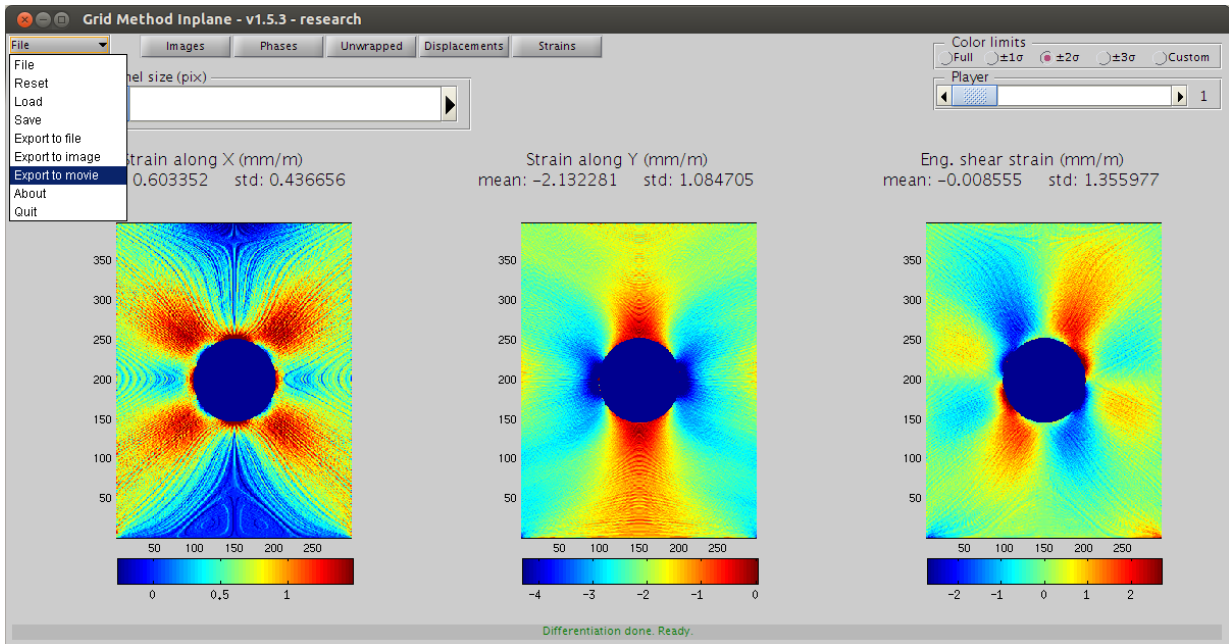 Grid Method Inplane - v1.5.3 - research
File Images Phases Unwrapped Displacements Strains
Color limits
Full ±1σ ±2σ ±3σ Custom
File
Reset
Load
Save
Export to file
Export to image
Export to movie
About
Quit
nel size (pix)
Player
1
Strain along X (mm/m)
0.603352 std: 0.436656
Strain along Y (mm/m)
mean: -2.132281 std: 1.084705
Eng. shear strain (mm/m)
mean: -0.008555 std: 1.355977
350 350 350
300 300 300
250 250 250
200 200 200
150 150 150
100 100 100
50 50 50
50 100 150 200 250 50 100 150 200 250 50 100 150 200 250
0 0.5 1 -4 -3 -2 -1 0 -2 -1 0 1 2
Differentiation done. Ready.